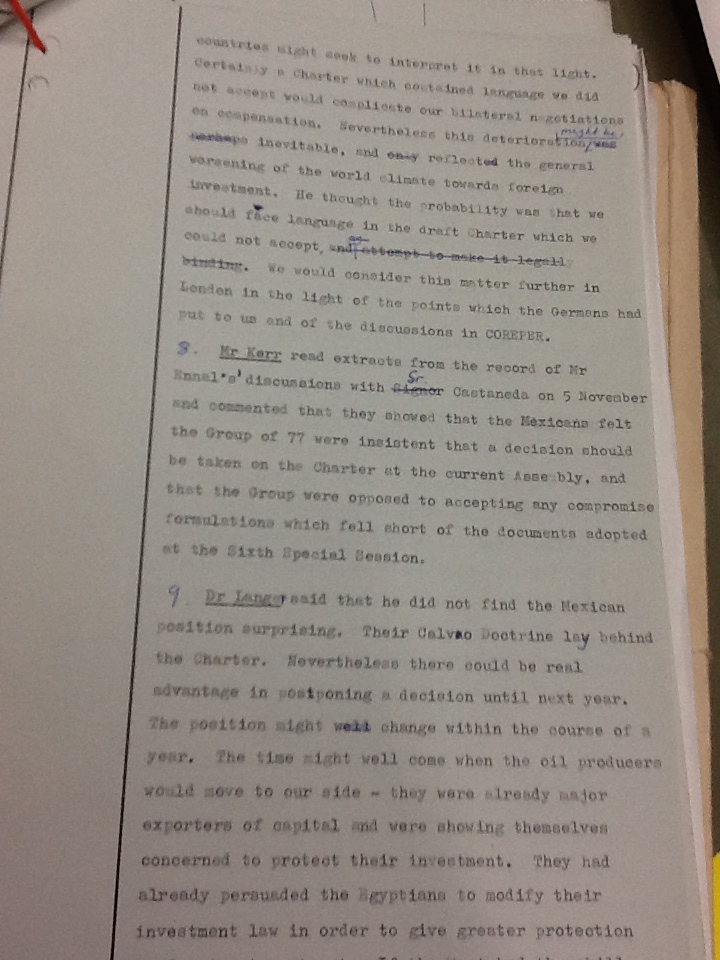 countries might seek to interpret it in that light.
Certainly a Charter which contained language we did
not accept would complicate our bilateral negotiations
on compensation. Nevertheless this deterioration, was might be
perhaps inevitable, and only reflected the general
worsening of the world climate towards foreign
investment. He thought the probability was that we
should face language in the draft Charter which we
could not accept, and attempt to make it legally
binding. We would consider this matter further in
London in the light of the points which the Germans had
put to us and of the discussions in COREPER.
8. Mr Kerr read extracts from the record of Mr
Ennal's' discussions with Signor Sr. Castaneda on 5 November
and commented that they showed that the Mexicans felt
the Group of 77 were insistent that a decision should
be taken on the Charter at the current Assembly, and
that the Group were opposed to accepting any compromise
formulations which fell short of the documents adopted
at the Sixth Special Session.
9. Dr Lang said that he did not find the Mexican
position surprising. Their Calvao Doctrine lay behind
the Charter. Nevertheless there could be real
advantage in postponing a decision until next year.
The position might well change within the course of a
year. The time might well come when the oil producers
would move to our side - they were already major
exporters of capital and were showing themselves
concerned to protect their investment. They had
already persuaded the Egyptians to modify their
investment law in order to give greater protection